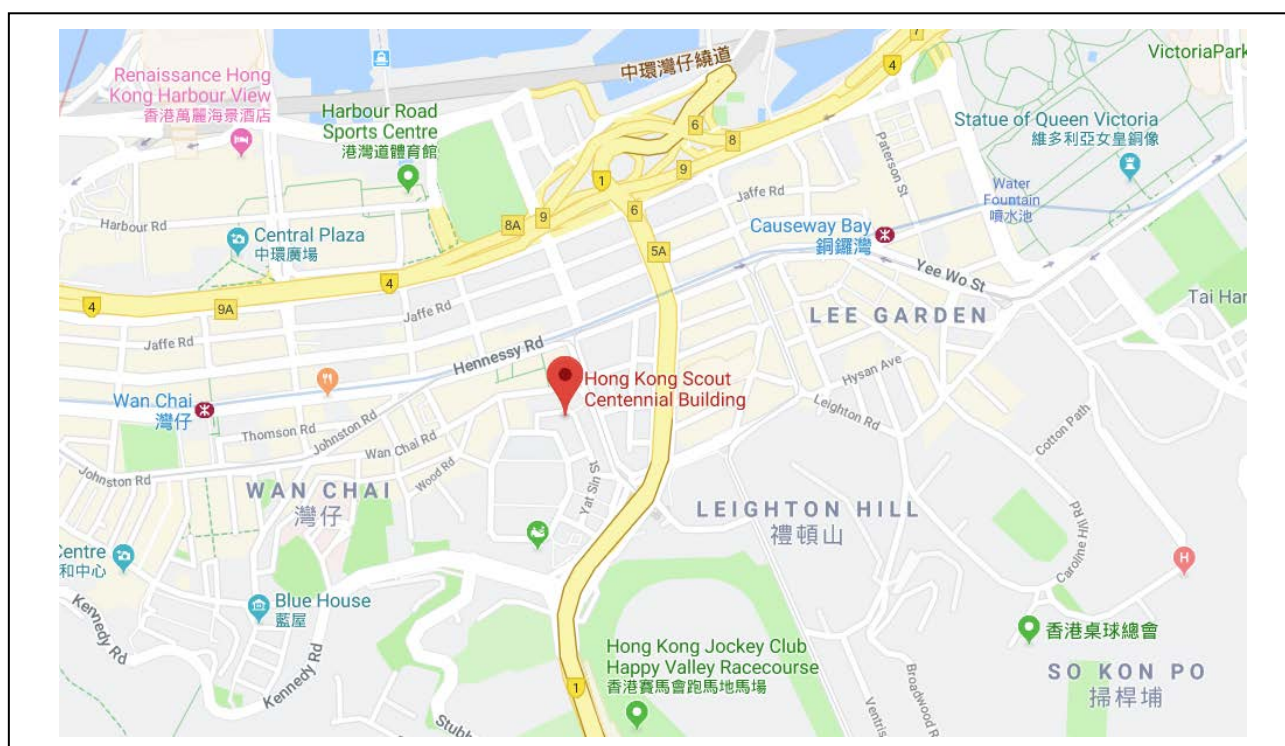 中環灣仔繞道
VictoriaPark
Renaissance Hong
Kong Harbour View
香港萬麗海景酒店
Harbour Road
Sports Centre
港灣道體育館
Statue of Queen Victoria
維多利亞女皇銅像
7
4
6
8
9
1
Paterson St
Jaffe Rd
Water
Fountain
噴水池
Harbour Rd
8A
9
6
5A
Central Plaza
中環廣場
Causeway Bay
銅鑼灣
Yee Wo St
4
4
9A
Jaffe Rd
Jaffe Rd
LEE GARDEN
Tai Han
Hennessy Rd
Hysan Ave
Hong Kong Scout
Centennial Building
Wan Chai
灣仔
Thomson Rd
Johnston Rd
Wan Chai Rd
Leighton Rd
Cotton Path
Johnston Rd
Wood Rd
Yat Sin St
WAN CHAI
灣仔
LEIGHTON HILL
禮頓山
Caroline Hill Rd
H
Centre
和中心
Blue House
藍屋
Kennedy Rd
Kennedy Rd
Hong Kong Jockey Club
Happy Valley Racecourse
香港賽馬會跑馬地馬場
香港桌球總會
SO KON PO
掃桿埔
1
Stubb
Ventris
Broadwood R